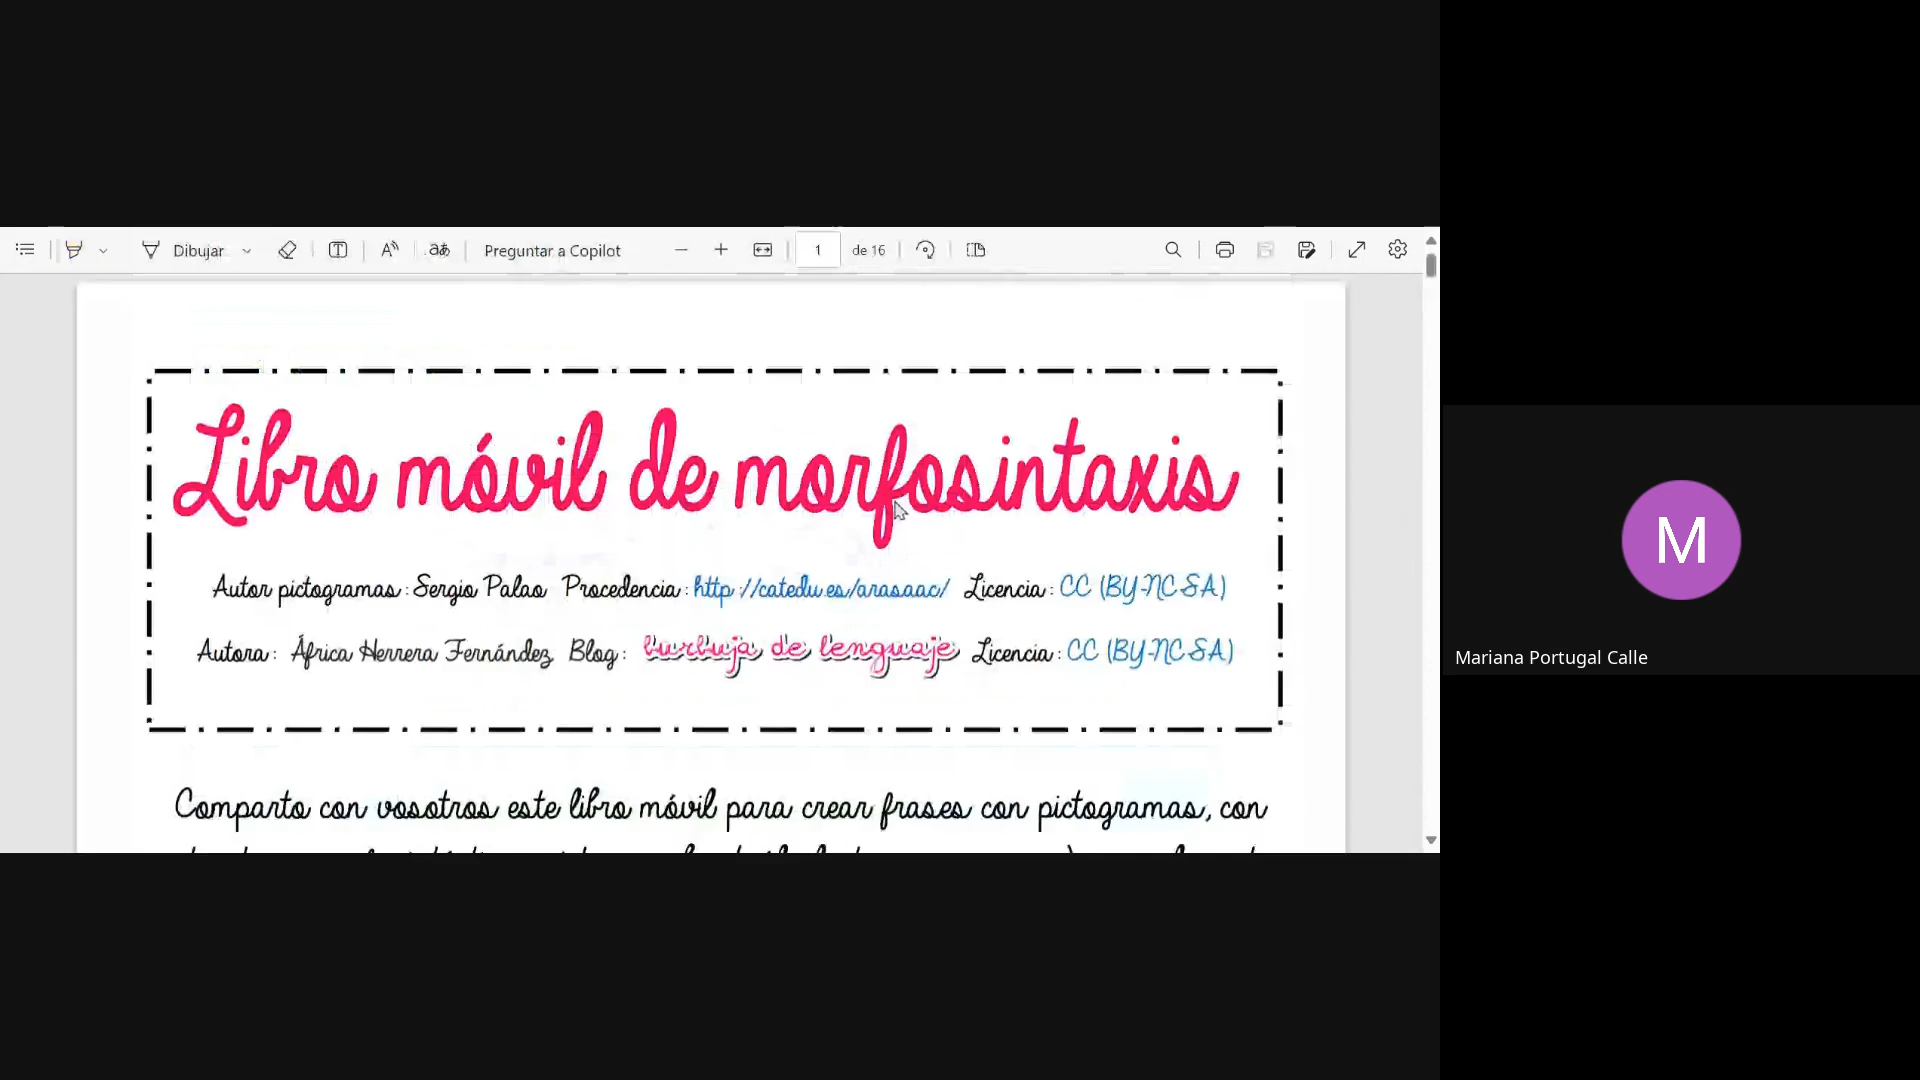 Dibujar
Preguntar a Copilot
1 de 16
Libro móvil de morfosintaxis
Autor pictogramas: Sergio Palao Procedencia: http://catedu.es/arasaac/ Licencia: CC (BY-NC-SA)
Autora: África Herrera Fernández Blog: burbuja de lenguaje Licencia: CC (BY-NC-SA)
Comparto con vosotros este libro móvil para crear frases con pictogramas, con
M
Mariana Portugal Calle